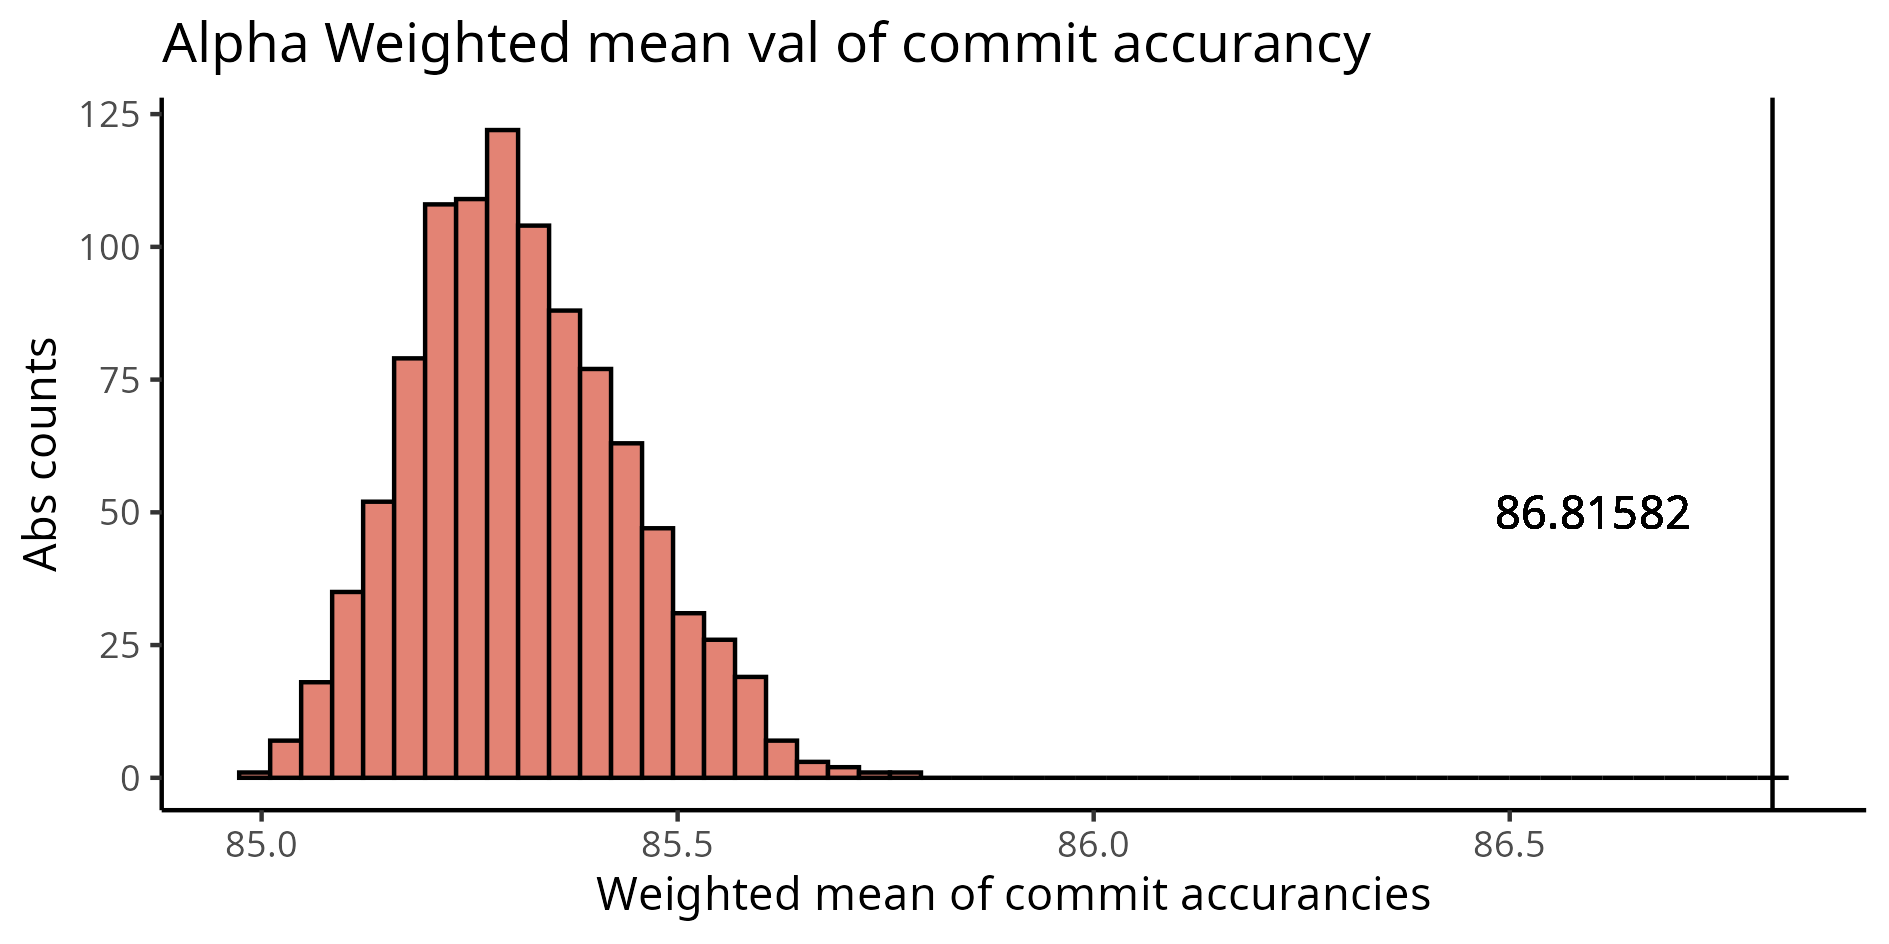 Alpha Weighted mean val of commit accurancy
125
100
75
50
25
0
Abs counts
86.81582
85.0 85.5 86.0 86.5
Weighted mean of commit accurancies